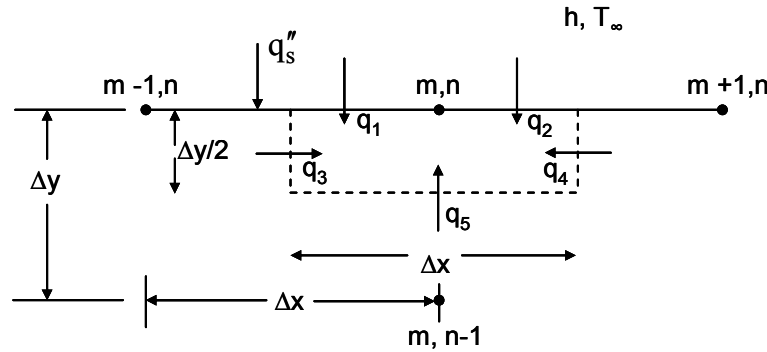 h, T∞
q″s
m -1,n
m,n
m +1,n
q1
q2
Δy/2
q3
q4
Δy
q5
Δx
Δx
m, n-1